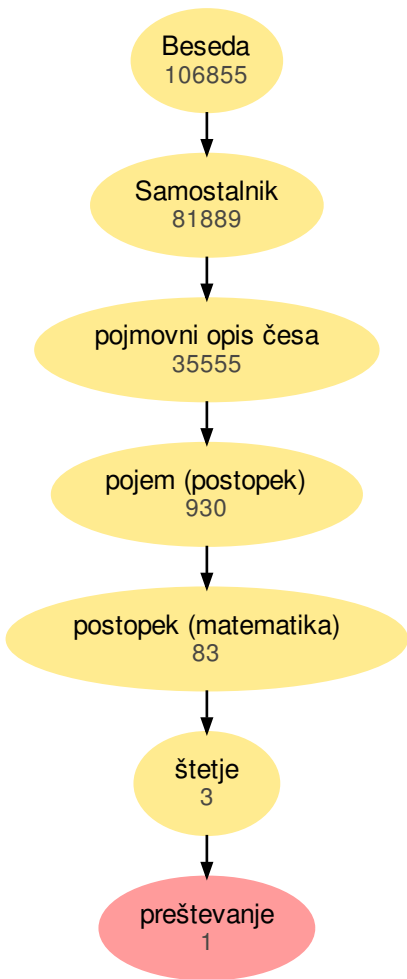 Beseda
106855
Samostalnik
81889
pojmovni opis česa
35555
pojem (postopek)
930
postopek (matematika)
83
štetje
3
preštevanje
1